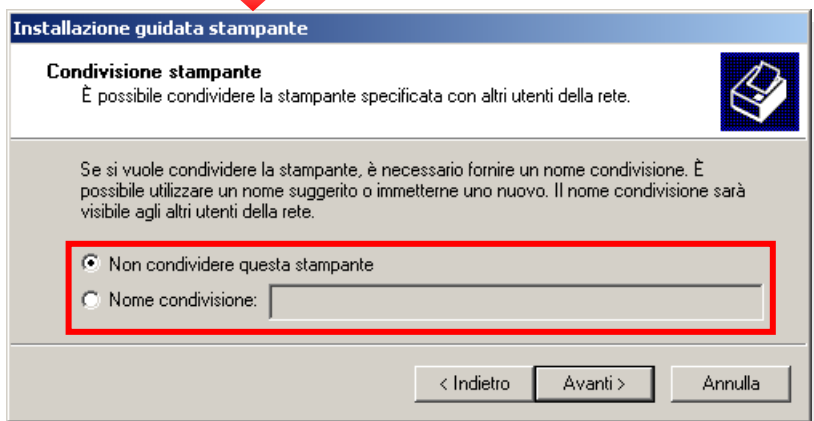 Installazione guidata stampante
Condivisione stampante
È possibile condividere la stampante specificata con altri utenti della rete.
Se si vuole condividere la stampante, è necessario fornire un nome condivisione. È
possibile utilizzare un nome suggerito o immetterne uno nuovo. Il nome condivisione sarà
visibile agli altri utenti della rete.
Non condividere questa stampante
Nome condivisione:
< Indietro Avanti > Annulla